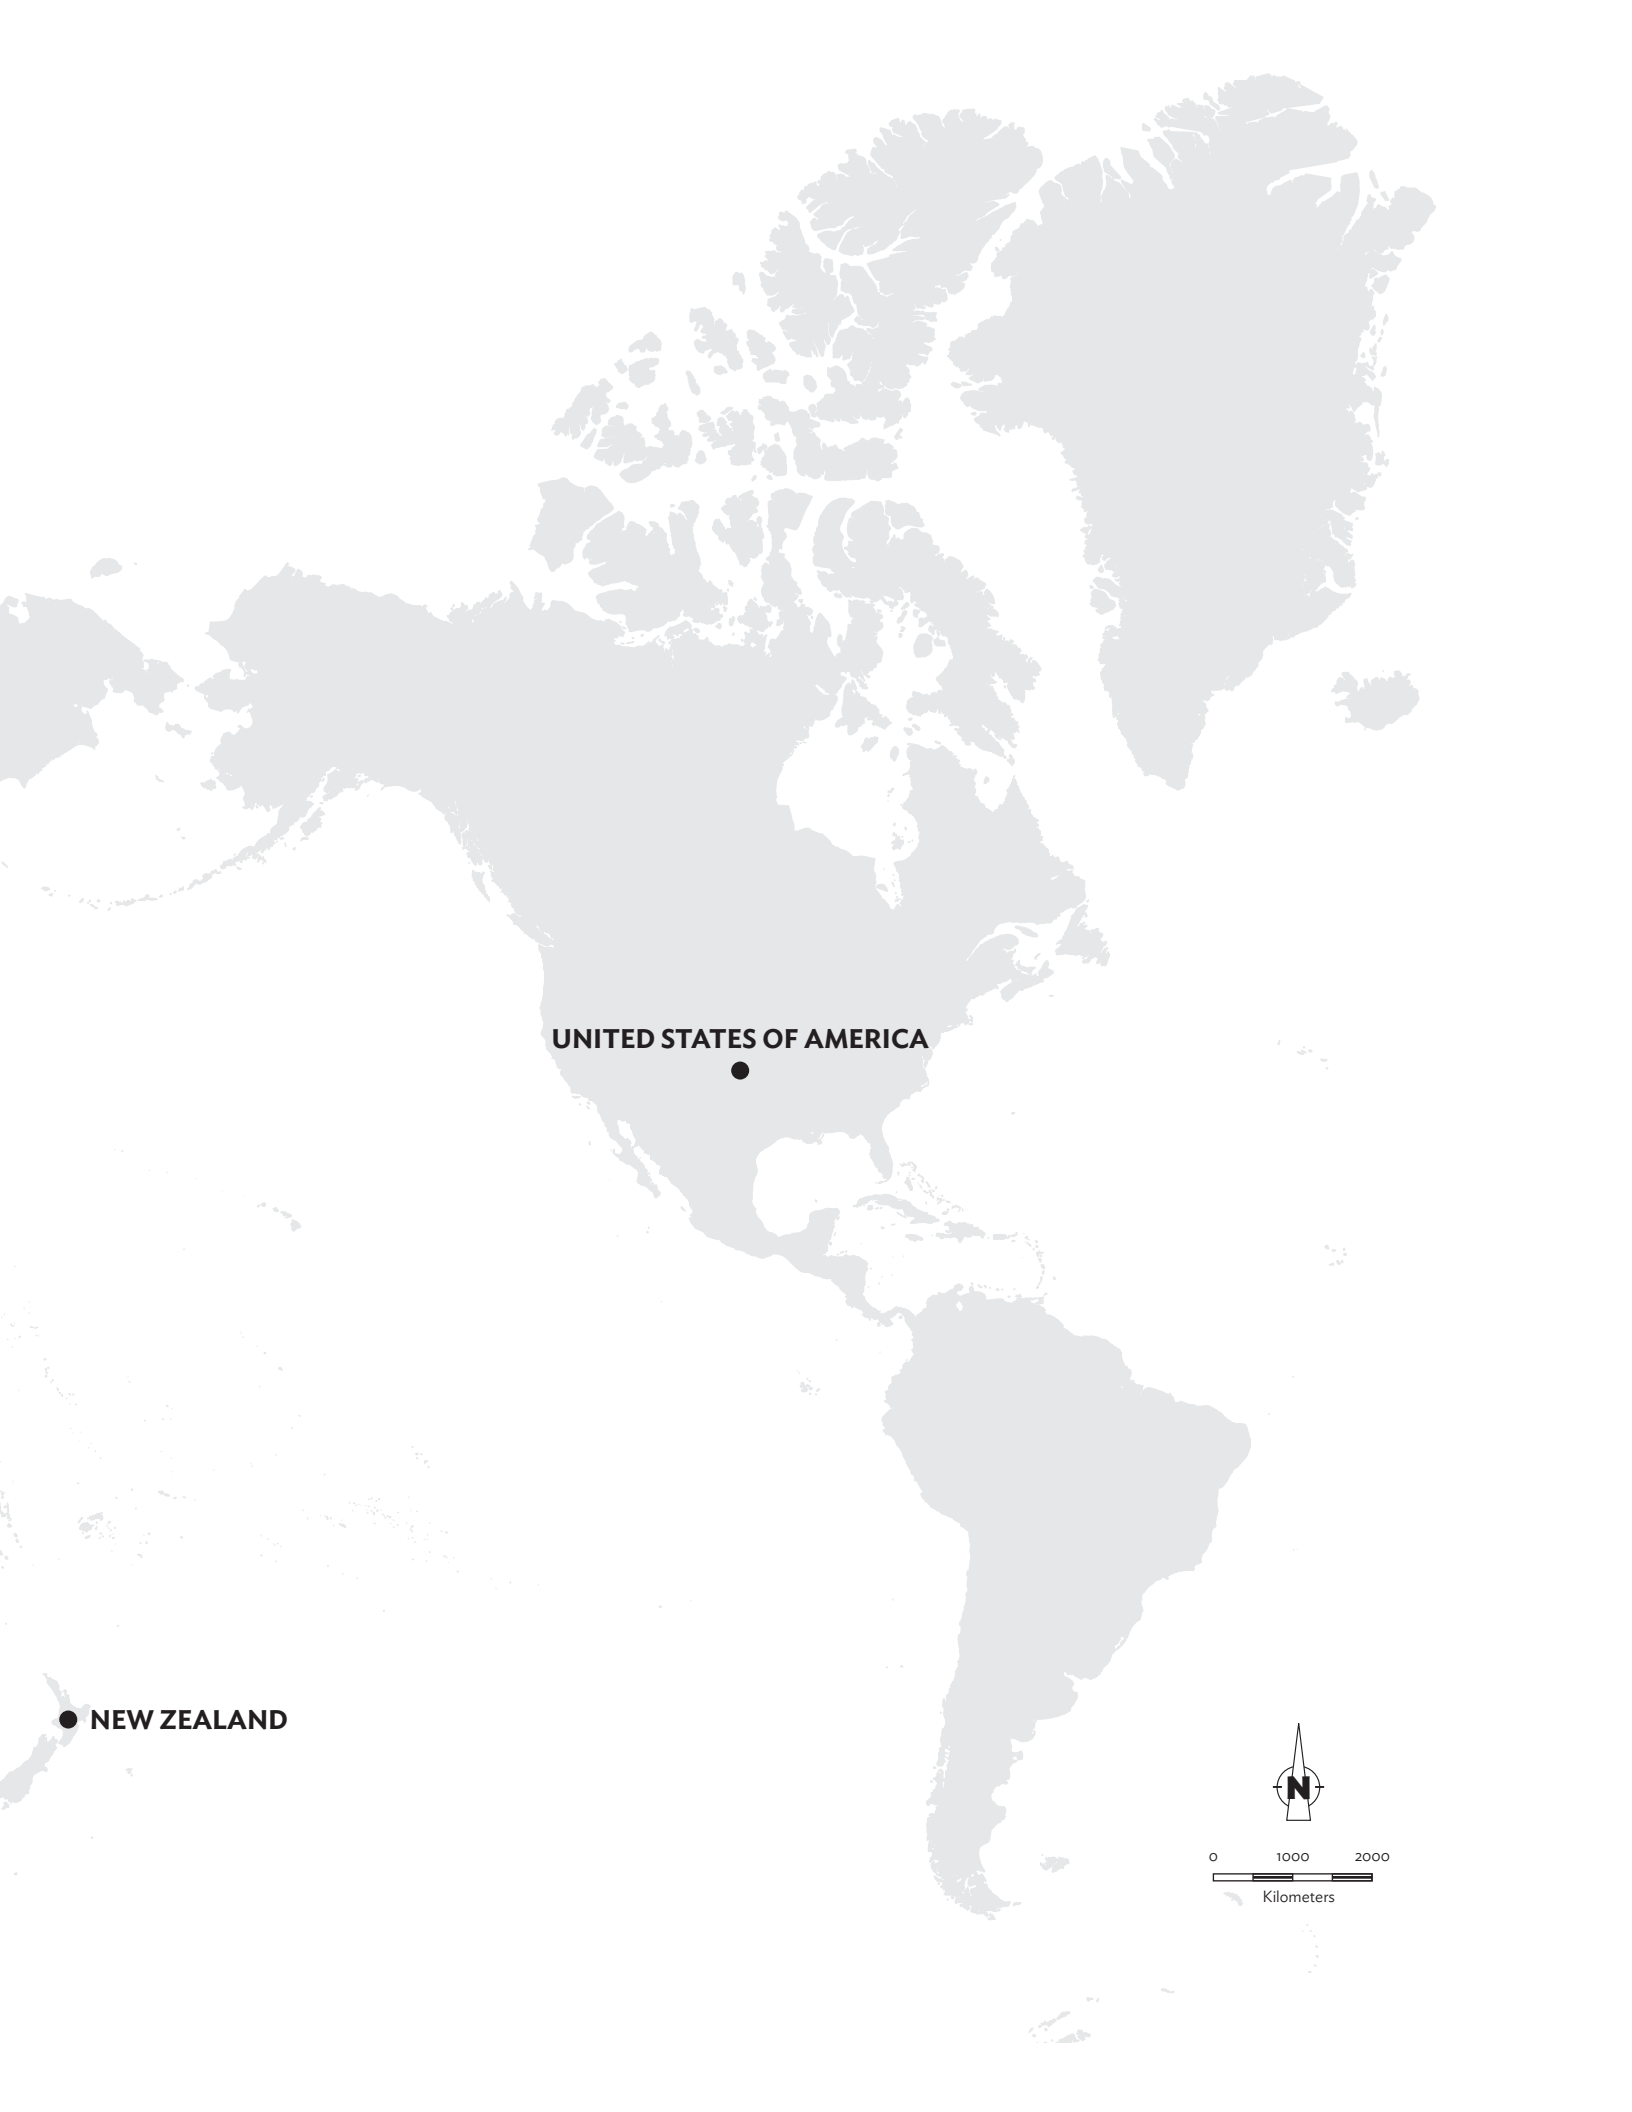 UNITED STATES OF AMERICA
NEW ZEALAND
N
0 1000 2000
Kilometers